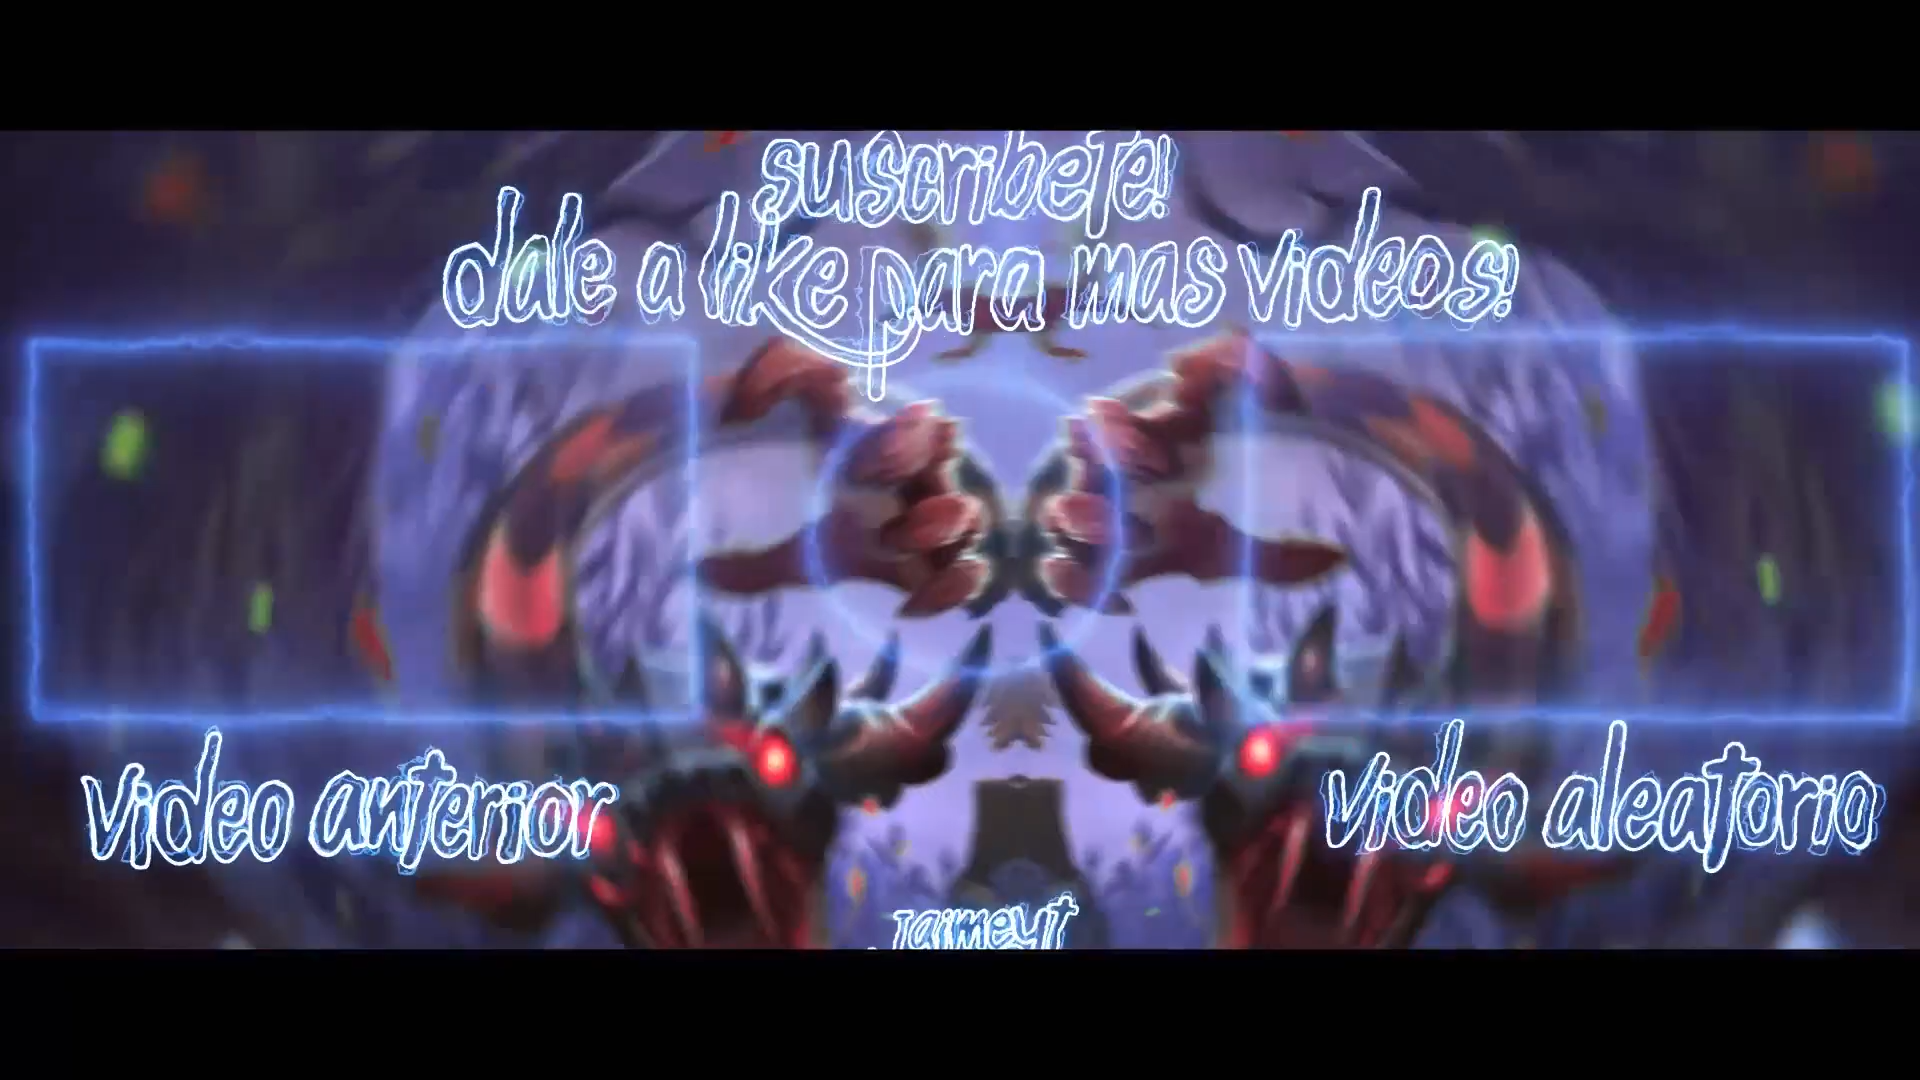 suscribete!
dale a like para mas videos!
video anterior
video aleatorio
Jaimeyt